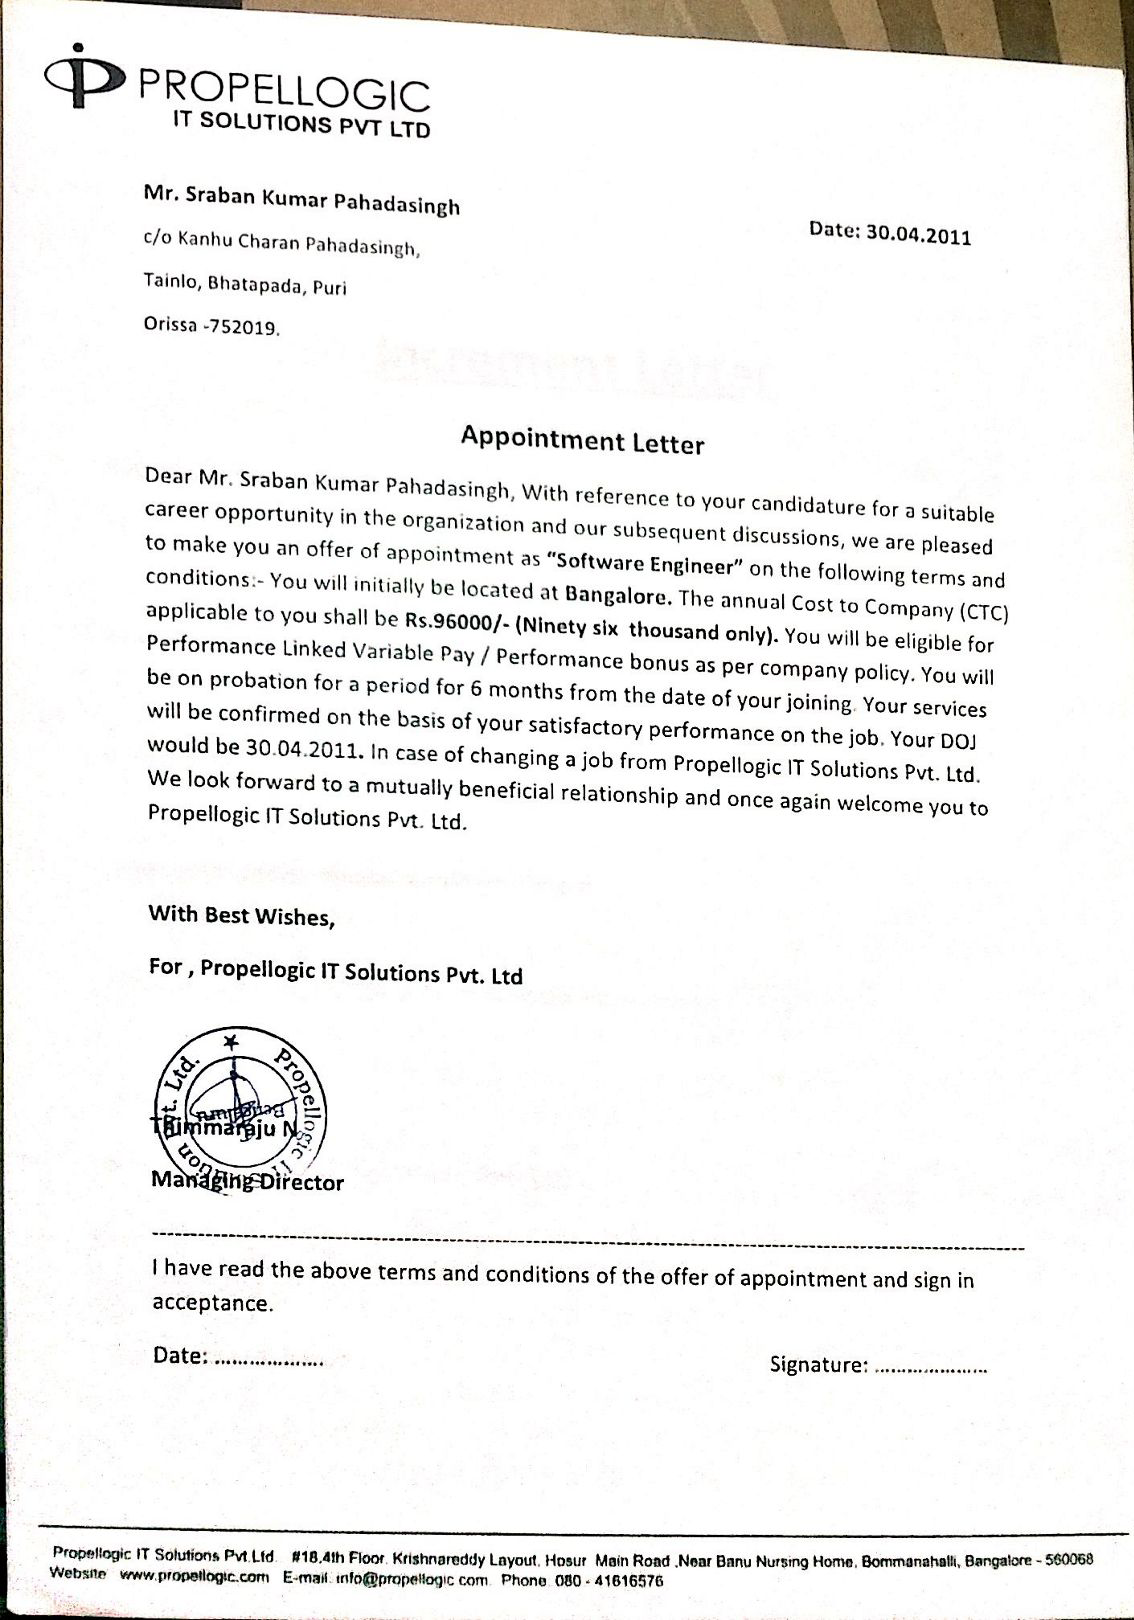 PROPELLOGIC
IT SOLUTIONS PVT LTD
Mr. Sraban Kumar Pahadasingh
Date: 30.04.2011
c/o Kanhu Charan Pahadasingh,
Tainlo, Bhatapada, Puri
Orissa -752019.
Appointment Letter
Dear Mr. Sraban Kumar Pahadasingh, With reference to your candidature for a suitable
career opportunity in the organization and our subsequent discussions, we are pleased
to make you an offer of appointment as “Software Engineer” on the following terms and
conditions:- You will initially be located at Bangalore. The annual Cost to Company (CTC)
applicable to you shall be Rs.96000/- (Ninety six thousand only). You will be eligible for
Performance Linked Variable Pay / Performance bonus as per company policy. You will
be on probation for a period for 6 months from the date of your joining. Your services
will be confirmed on the basis of your satisfactory performance on the job. Your DOJ
would be 30.04.2011. In case of changing a job from Propellogic IT Solutions Pvt. Ltd.
We look forward to a mutually beneficial relationship and once again welcome you to
Propellogic IT Solutions Pvt. Ltd.
With Best Wishes,
For , Propellogic IT Solutions Pvt. Ltd
Propellogic IT Solution Pvt. Ltd.
Thimmaraju N
Managing Director
I have read the above terms and conditions of the offer of appointment and sign in
acceptance.
Date: ...................
Signature: .....................
Propellogic IT Solutions Pvt.Ltd. #18,4th Floor, Krishnareddy Layout, Hosur Main Road ,Near Banu Nursing Home, Bommanahalli, Bangalore - 560068
Website www.propellogic.com E-mail: info@propellogic.com Phone 080 - 41616576